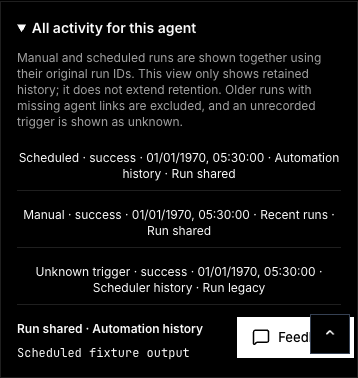 ▼ All activity for this agent
Manual and scheduled runs are shown together using
their original run IDs. This view only shows retained
history; it does not extend retention. Older runs with
missing agent links are excluded, and an unrecorded
trigger is shown as unknown.
Scheduled · success · 01/01/1970, 05:30:00 · Automation
history · Run shared
Manual · success · 01/01/1970, 05:30:00 · Recent runs ·
Run shared
Unknown trigger · success · 01/01/1970, 05:30:00 ·
Scheduler history · Run legacy
Run shared · Automation history
Scheduled fixture output